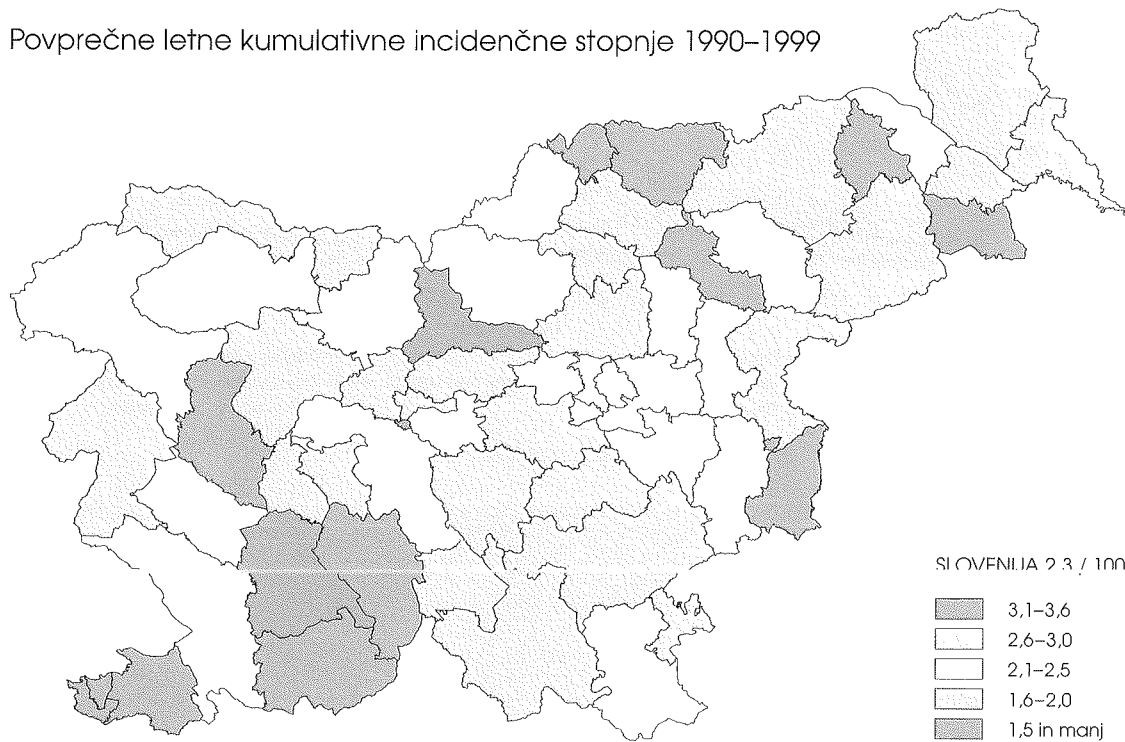 Povprečne letne kumulativne incidenčne stopnje 1990–1999
SLOVENIJA 2,3 / 100
3,1–3,6
2,6–3,0
2,1–2,5
1,6–2,0
1,5 in manj